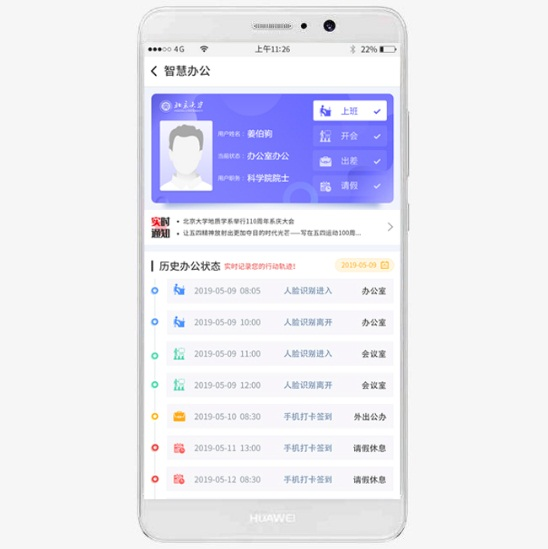 4G 上午11:26 22%
智慧办公
北京大学
上班
用户姓名： 姜伯驹
开会
当前状态： 办公室办公
出差
用户职务： 科学院院士
请假
实时通知
北京大学地质学系举行110周年系庆大会
让五四精神放射出更加夺目的时代光芒——写在五四运动100周...
历史办公状态 实时记录您的行动轨迹！ 2019-05-09
2019-05-09 08:05 人脸识别进入 办公室
2019-05-09 10:00 人脸识别离开 办公室
2019-05-09 11:00 人脸识别进入 会议室
2019-05-09 12:00 人脸识别离开 会议室
2019-05-10 08:30 手机打卡签到 外出公办
2019-05-11 13:00 手机打卡签到 请假休息
2019-05-12 08:30 手机打卡签到 请假休息
HUAWEI